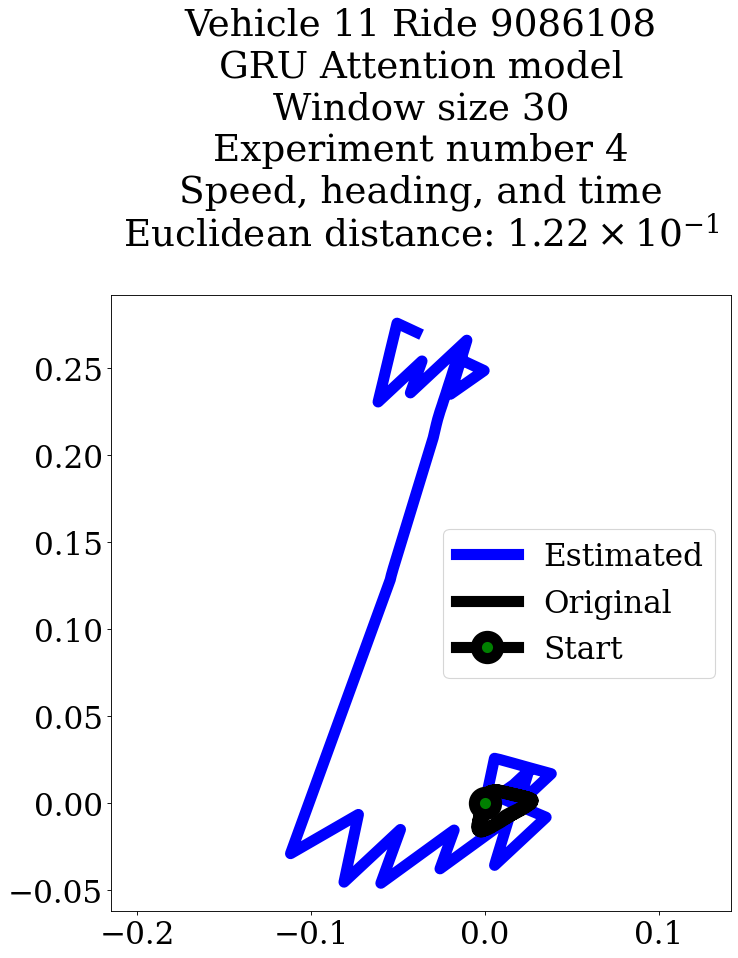 Vehicle 11 Ride 9086108
GRU Attention model
Window size 30
Experiment number 4
Speed, heading, and time
Euclidean distance: 1.22 × 10⁻¹
0.25
0.20
0.15
0.10
0.05
0.00
−0.05
Estimated
Original
Start
−0.2
−0.1
0.0
0.1